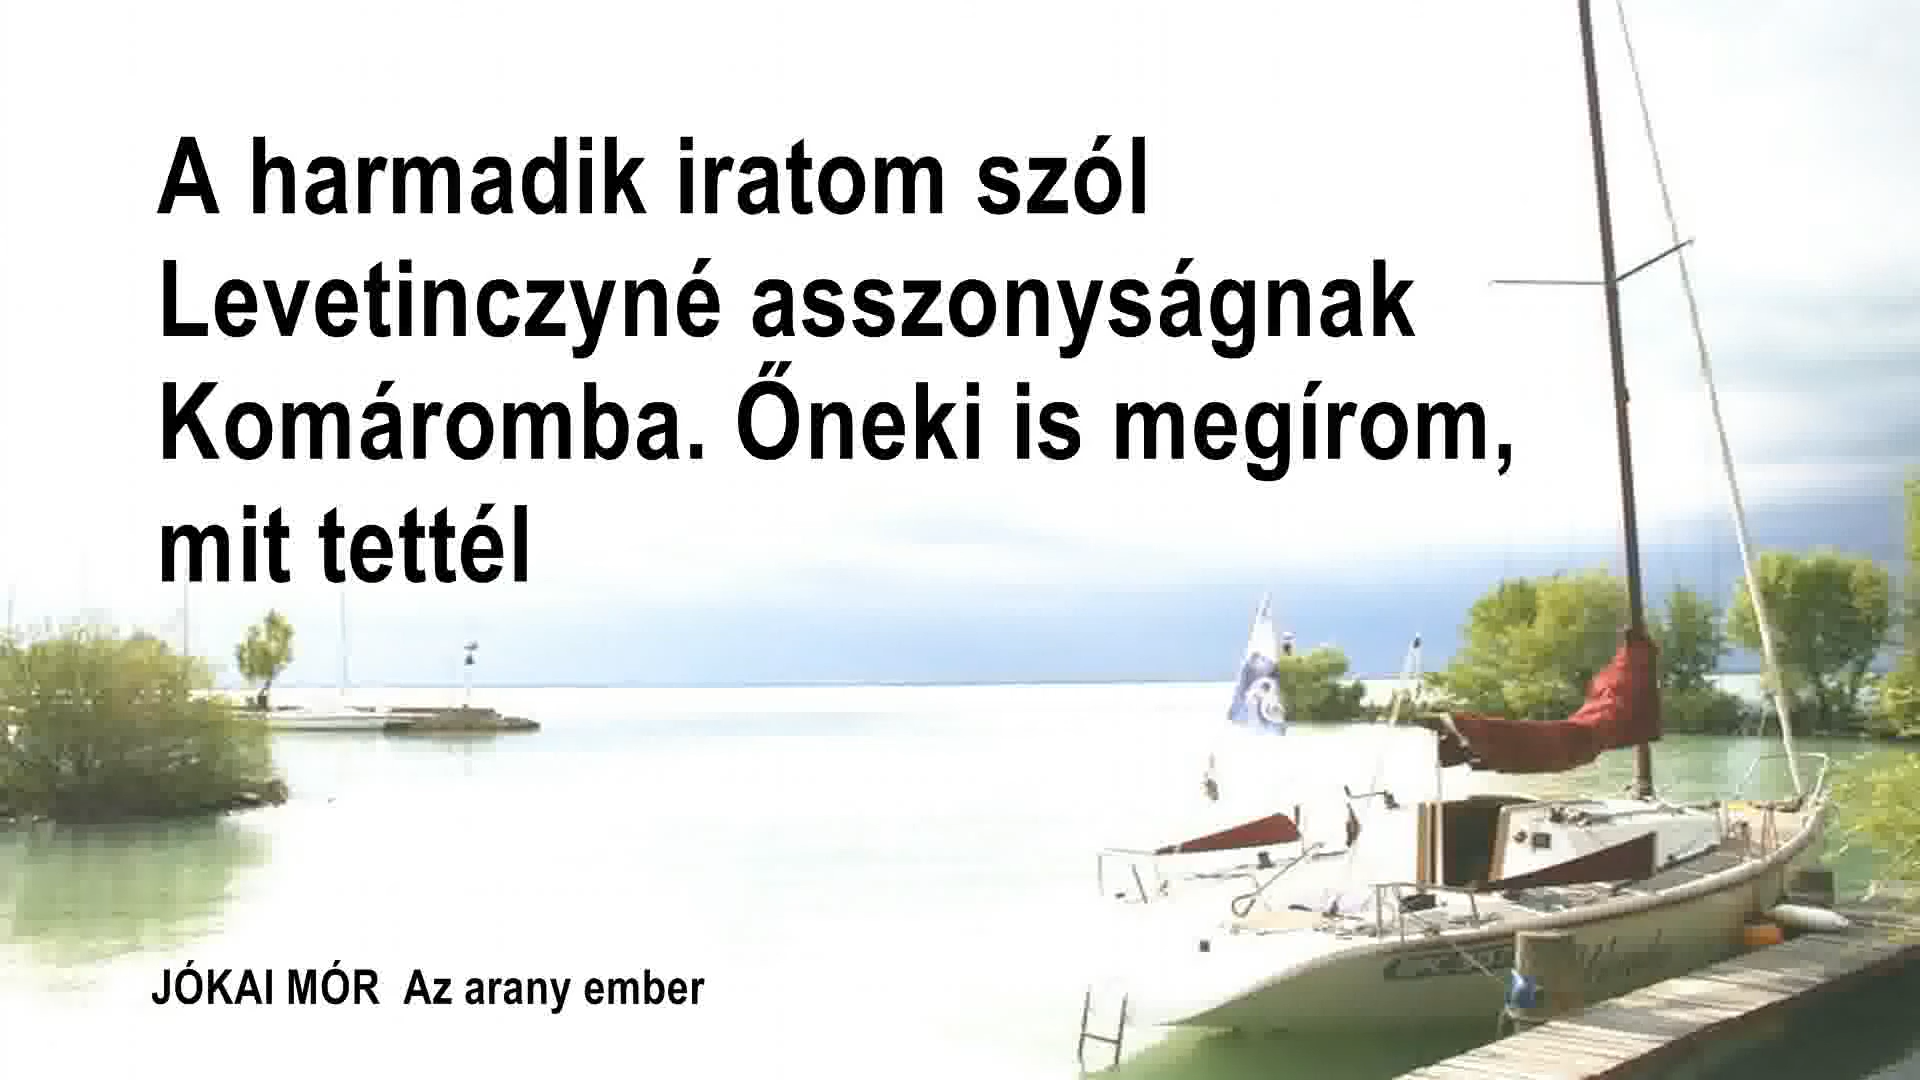 A harmadik iratom szól
Levetinczyné asszonyságnak
Komáromba. Őneki is megírom,
mit tettél
JÓKAI MÓR  Az arany ember